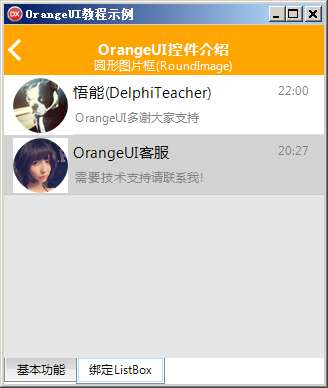 OrangeUI教程示例
OrangeUI控件介绍
圆形图片框(RoundImage)
悟能(DelphiTeacher) 22:00
OrangeUI多谢大家支持
OrangeUI客服 20:27
需要技术支持请联系我!
基本功能 绑定ListBox